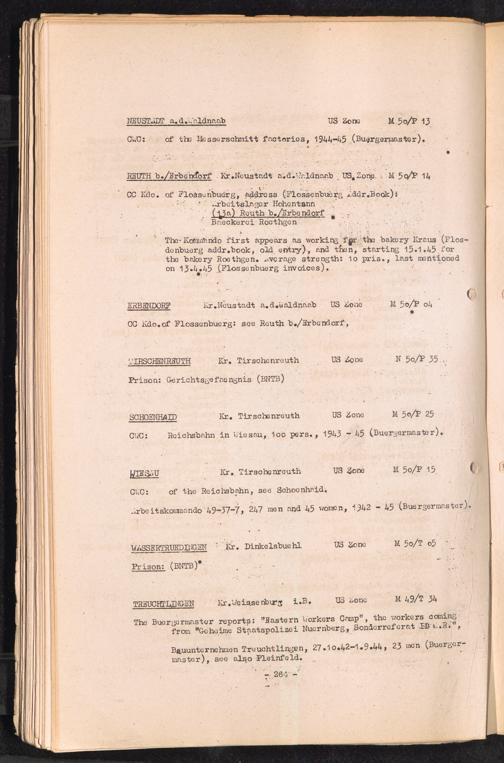 NEUSTADT a.d.Waldnaab US Zone M 5o/P 13
CWC: of the Messerschmitt factories, 1944-45 (Buergermaster).
REUTH b./Erbendorf Kr.Neustadt a.d.Waldnaab US Zone M 5o/P 14
CC Kdo. of Flossenbuerg, address (Flossenbuerg Addr.Book):
Arbeitslager Hohentann
(13a) Reuth b./Erbendorf
Baeckerei Roethgen
The Kommando first appears as working for the bakery Kraus (Flos-
denbuerg addr.book, old entry), and then, starting 15.1.45 for
the bakery Roethgen. Average strength: 1o pris., last mentioned
on 13.4.45 (Flossenbuerg invoices).
ERBENDORF Kr.Neustadt a.d.Waldnaab US Zone M 5o/P o4
CC Kdo.of Flossenbuerg: see Reuth b./Erbendorf,
TIRSCHENREUTH Kr. Tirschenreuth US Zone N 5o/P 35
Prison: Gerichtsgefaengnis (BNTB)
SCHOENHAID Kr. Tirschenreuth US Zone M 5o/P 25
CWC: Reichsbahn in Wiesau, 1oo pers., 1943 - 45 (Buergermaster).
WIESAU Kr. Tirschenreuth US Zone M 5o/P 15
CWC: of the Reichsbahn, see Schoenhaid.
Arbeitskommando 49-37-7, 247 men and 45 women, 1942 - 45 (Buergermaster).
WASSERTRUEDINGEN Kr. Dinkelsbuehl US Zone M 5o/T o5
Prison: (BNTB)
TREUCHTLINGEN Kr.Weissenburg i.B. US Zone M 49/T 34
The Buergermaster reports: "Eastern Workers Camp", the workers coming
from "Geheime Staatspolizei Nuernberg, Sonderreferat
Bauunternehmen Treuchtlingen, 27.1o.42-1.9.44, 23 men (Buerger-
master), see also Pleinfeld.
- 264 -